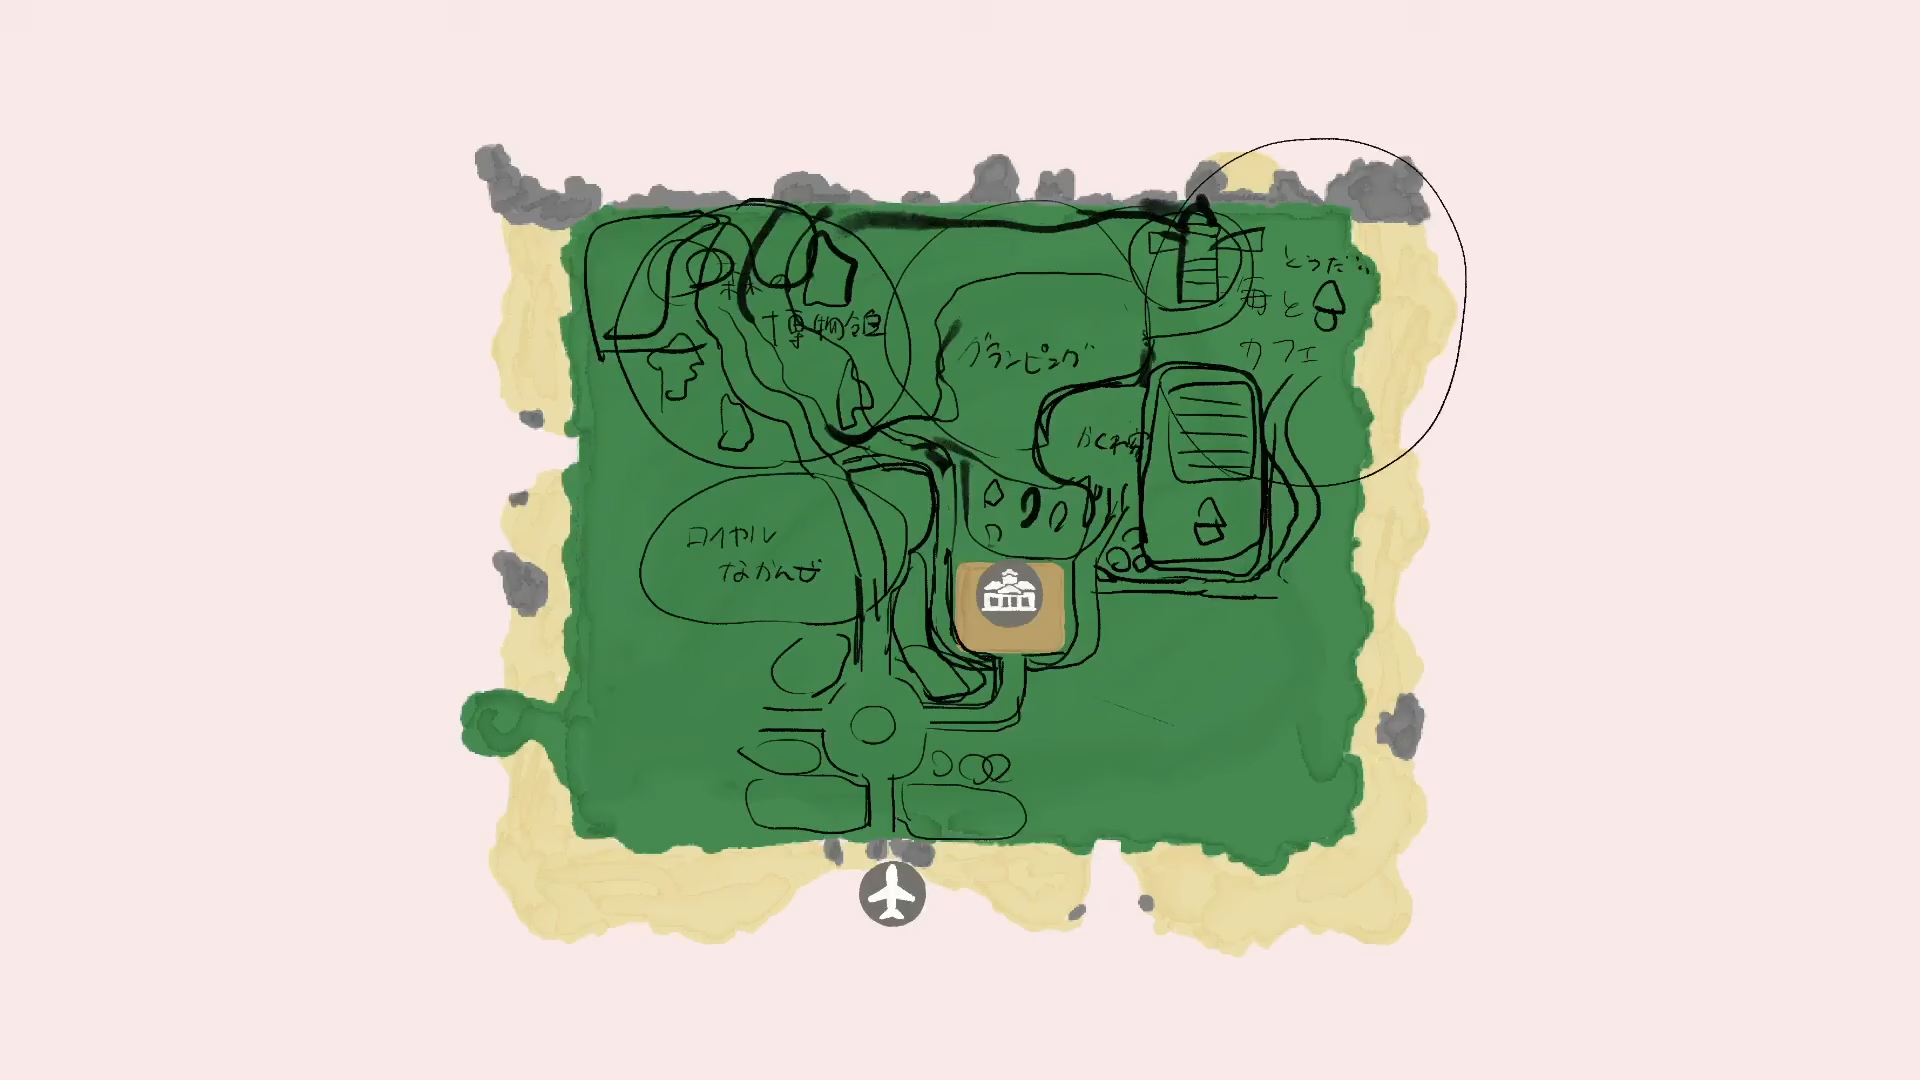 森の
博物館
グランピング
とうだい
海と
カフェ
かくれ家
ロイヤル
なかんじ